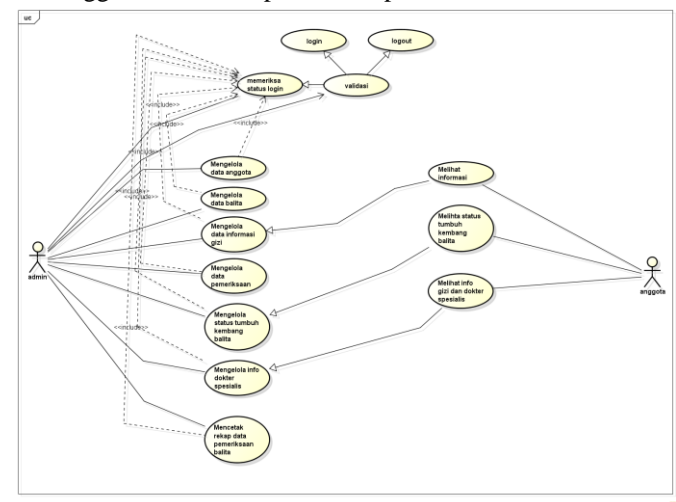 uc
login
logout
memeriksa
status login
validasi
<<include>>
<<include>>
<<include>>
<<include>>
Mengelola
data anggota
Melihat
informasi
<<include>>
<<include>>
Mengelola
data balita
Mengelola
data informasi
gizi
Melihta status
tumbuh
kembang
balita
admin
Mengelola
data
pemeriksaan
Melihat info
gizi dan dokter
spesialis
anggota
Mengelola
status tumbuh
kembang
balita
<<include>>
Mengelola info
dokter
spesialis
Mencetak
rekap data
pemeriksaan
balita